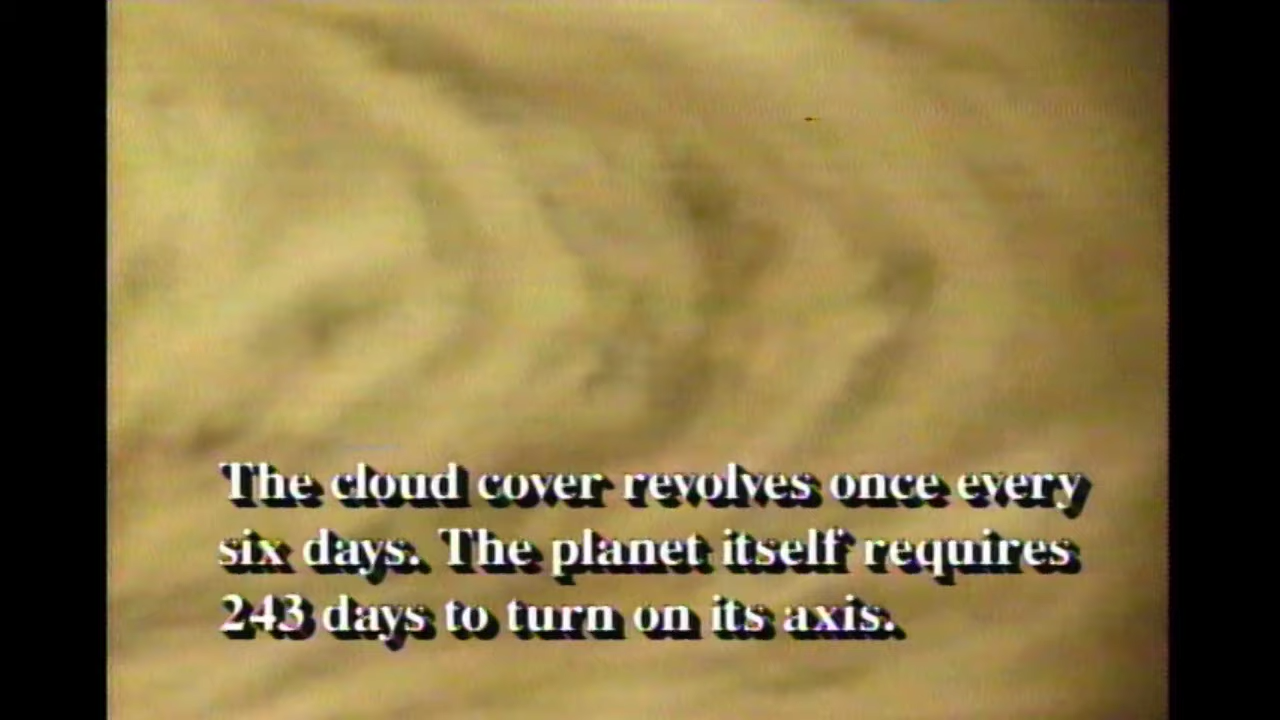 The cloud cover revolves once every
six days. The planet itself requires
243 days to turn on its axis.